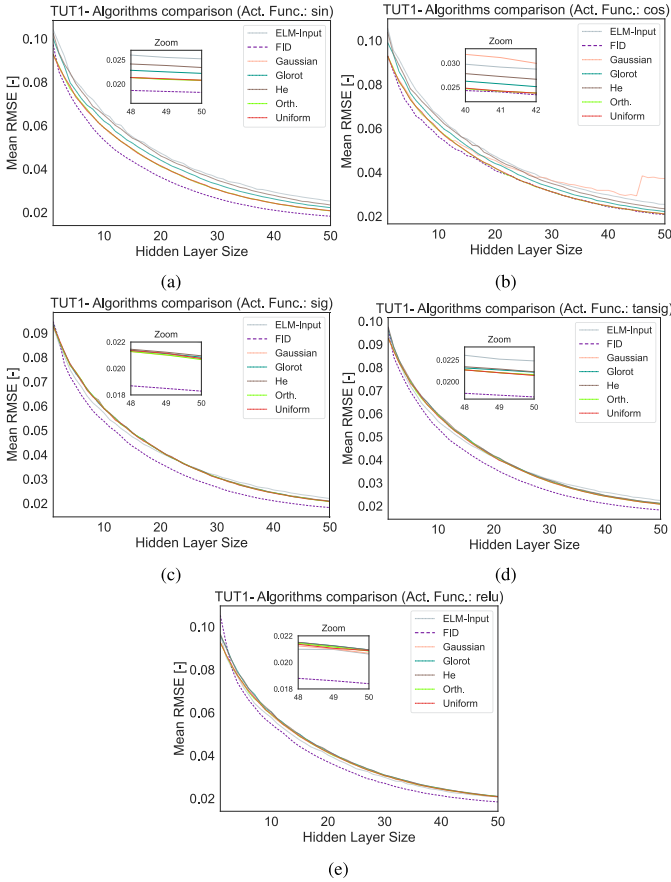 TUT1- Algorithms comparison (Act. Func.: sin)
Mean RMSE [-]
0.10
0.08
0.06
0.04
0.02
10
20
30
40
50
Hidden Layer Size
Zoom
0.025
0.020
48
49
50
ELM-Input
FID
Gaussian
Glorot
He
Orth.
Uniform
(a)
TUT1- Algorithms comparison (Act. Func.: cos)
Mean RMSE [-]
0.10
0.08
0.06
0.04
0.02
10
20
30
40
50
Hidden Layer Size
Zoom
0.030
0.025
40
41
42
ELM-Input
FID
Gaussian
Glorot
He
Orth.
Uniform
(b)
TUT1- Algorithms comparison (Act. Func.: sig)
Mean RMSE [-]
0.09
0.08
0.07
0.06
0.05
0.04
0.03
0.02
10
20
30
40
50
Hidden Layer Size
Zoom
0.022
0.020
0.018
48
49
50
ELM-Input
FID
Gaussian
Glorot
He
Orth.
Uniform
(c)
TUT1- Algorithms comparison (Act. Func.: tansig)
Mean RMSE [-]
0.10
0.09
0.08
0.07
0.06
0.05
0.04
0.03
0.02
10
20
30
40
50
Hidden Layer Size
Zoom
0.0225
0.0200
48
49
50
ELM-Input
FID
Gaussian
Glorot
He
Orth.
Uniform
(d)
TUT1- Algorithms comparison (Act. Func.: relu)
Mean RMSE [-]
0.10
0.08
0.06
0.04
0.02
10
20
30
40
50
Hidden Layer Size
Zoom
0.022
0.020
0.018
48
49
50
ELM-Input
FID
Gaussian
Glorot
He
Orth.
Uniform
(e)